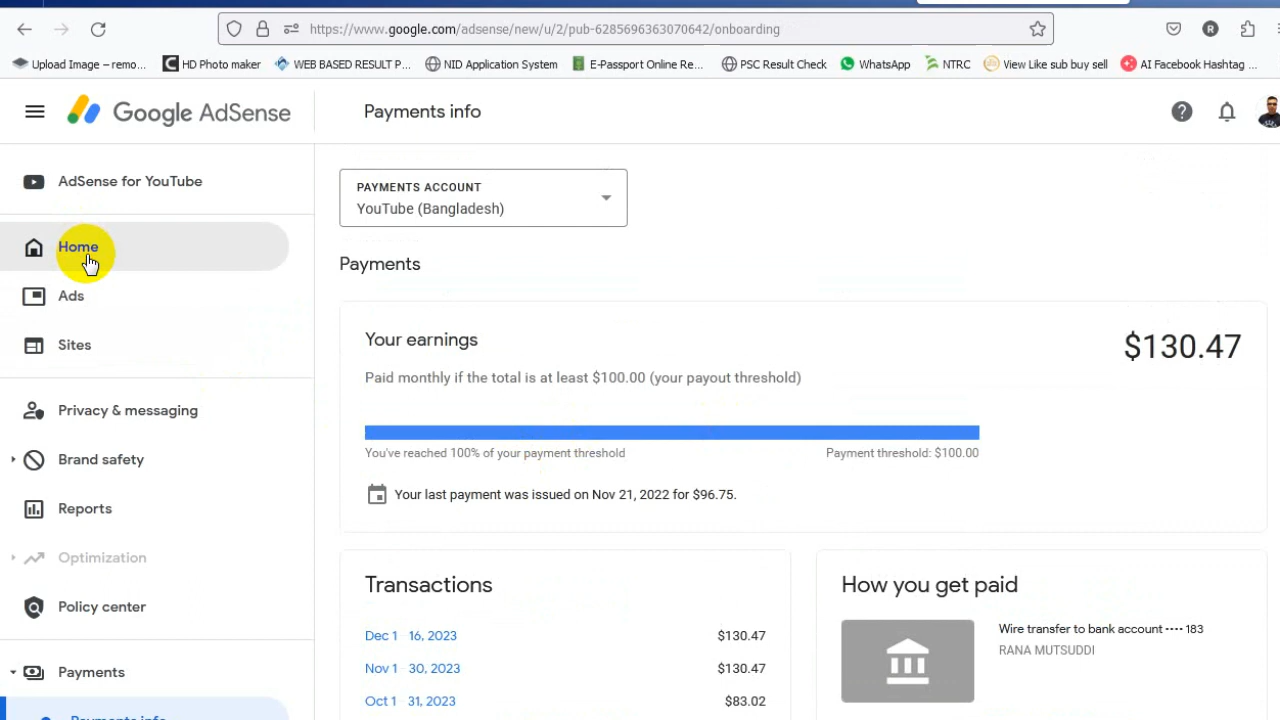 https://www.google.com/adsense/new/u/2/pub-6285696363070642/onboarding
R
Upload Image – remo...
HD Photo maker
WEB BASED RESULT P...
NID Application System
E-Passport Online Re...
PSC Result Check
WhatsApp
NTRC
View Like sub buy sell
AI Facebook Hashtag ...
Google AdSense
Payments info
AdSense for YouTube
Home
Ads
Sites
Privacy & messaging
Brand safety
Reports
Optimization
Policy center
Payments
Payments info
PAYMENTS ACCOUNT
YouTube (Bangladesh)
Payments
Your earnings
$130.47
Paid monthly if the total is at least $100.00 (your payout threshold)
You've reached 100% of your payment threshold
Payment threshold: $100.00
Your last payment was issued on Nov 21, 2022 for $96.75.
Transactions
Dec 1 16, 2023 $130.47
Nov 1 30, 2023 $130.47
Oct 1 31, 2023 $83.02
How you get paid
Wire transfer to bank account •••• 183
RANA MUTSUDDI